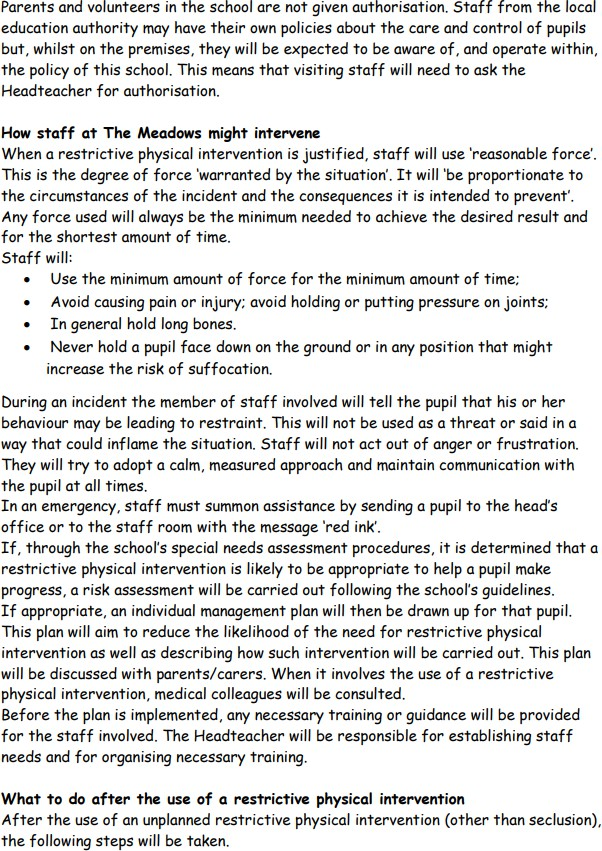 Parents and volunteers in the school are not given authorisation. Staff from the local
education authority may have their own policies about the care and control of pupils
but, whilst on the premises, they will be expected to be aware of, and operate within,
the policy of this school. This means that visiting staff will need to ask the
Headteacher for authorisation.
How staff at The Meadows might intervene
When a restrictive physical intervention is justified, staff will use ‘reasonable force’.
This is the degree of force ‘warranted by the situation’. It will ‘be proportionate to
the circumstances of the incident and the consequences it is intended to prevent’.
Any force used will always be the minimum needed to achieve the desired result and
for the shortest amount of time.
Staff will:
• Use the minimum amount of force for the minimum amount of time;
• Avoid causing pain or injury; avoid holding or putting pressure on joints;
• In general hold long bones.
• Never hold a pupil face down on the ground or in any position that might
increase the risk of suffocation.
During an incident the member of staff involved will tell the pupil that his or her
behaviour may be leading to restraint. This will not be used as a threat or said in a
way that could inflame the situation. Staff will not act out of anger or frustration.
They will try to adopt a calm, measured approach and maintain communication with
the pupil at all times.
In an emergency, staff must summon assistance by sending a pupil to the head’s
office or to the staff room with the message ‘red ink’.
If, through the school’s special needs assessment procedures, it is determined that a
restrictive physical intervention is likely to be appropriate to help a pupil make
progress, a risk assessment will be carried out following the school’s guidelines.
If appropriate, an individual management plan will then be drawn up for that pupil.
This plan will aim to reduce the likelihood of the need for restrictive physical
intervention as well as describing how such intervention will be carried out. This plan
will be discussed with parents/carers. When it involves the use of a restrictive
physical intervention, medical colleagues will be consulted.
Before the plan is implemented, any necessary training or guidance will be provided
for the staff involved. The Headteacher will be responsible for establishing staff
needs and for organising necessary training.
What to do after the use of a restrictive physical intervention
After the use of an unplanned restrictive physical intervention (other than seclusion),
the following steps will be taken.